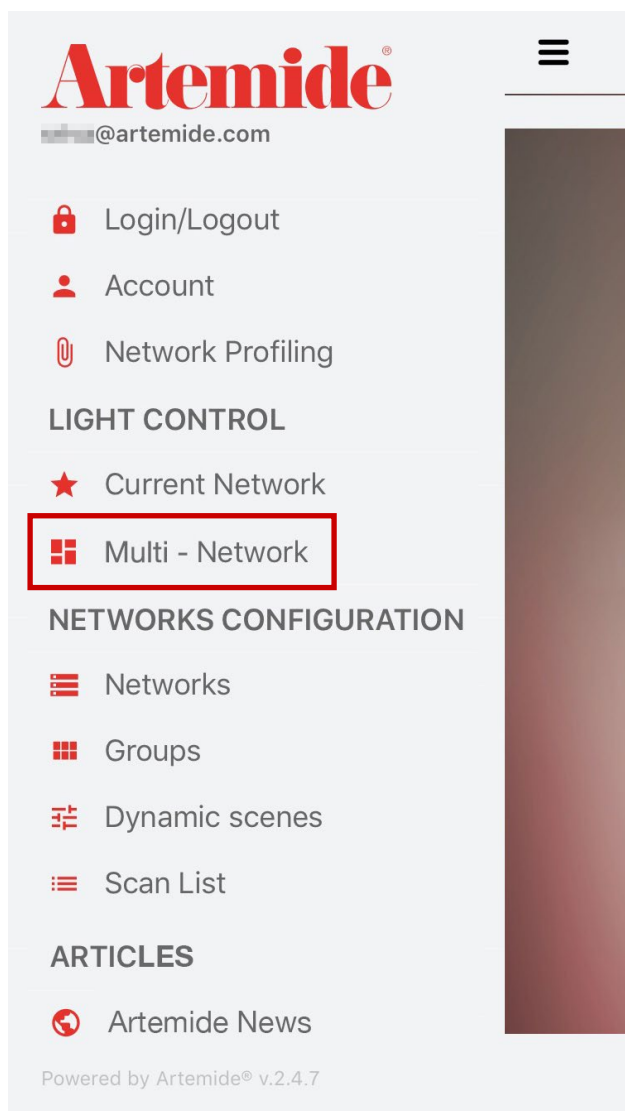 Artemide®
@artemide.com
Login/Logout
Account
Network Profiling
LIGHT CONTROL
Current Network
Multi - Network
NETWORKS CONFIGURATION
Networks
Groups
Dynamic scenes
Scan List
ARTICLES
Artemide News
Powered by Artemide® v.2.4.7